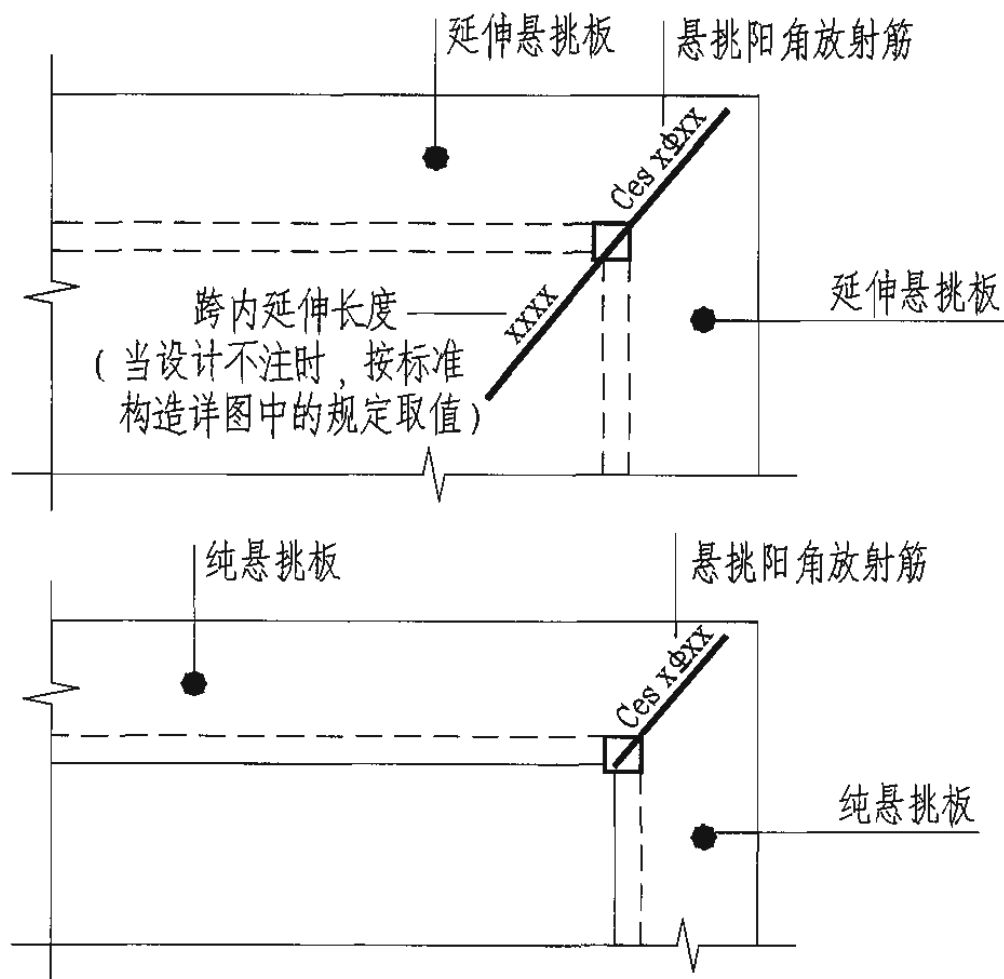 延伸悬挑板
悬挑阳角放射筋
Ces xΦxx
跨内延伸长度
xxxx
(当设计不注时,按标准
构造详图中的规定取值)
延伸悬挑板
纯悬挑板
悬挑阳角放射筋
Ces xΦxx
纯悬挑板